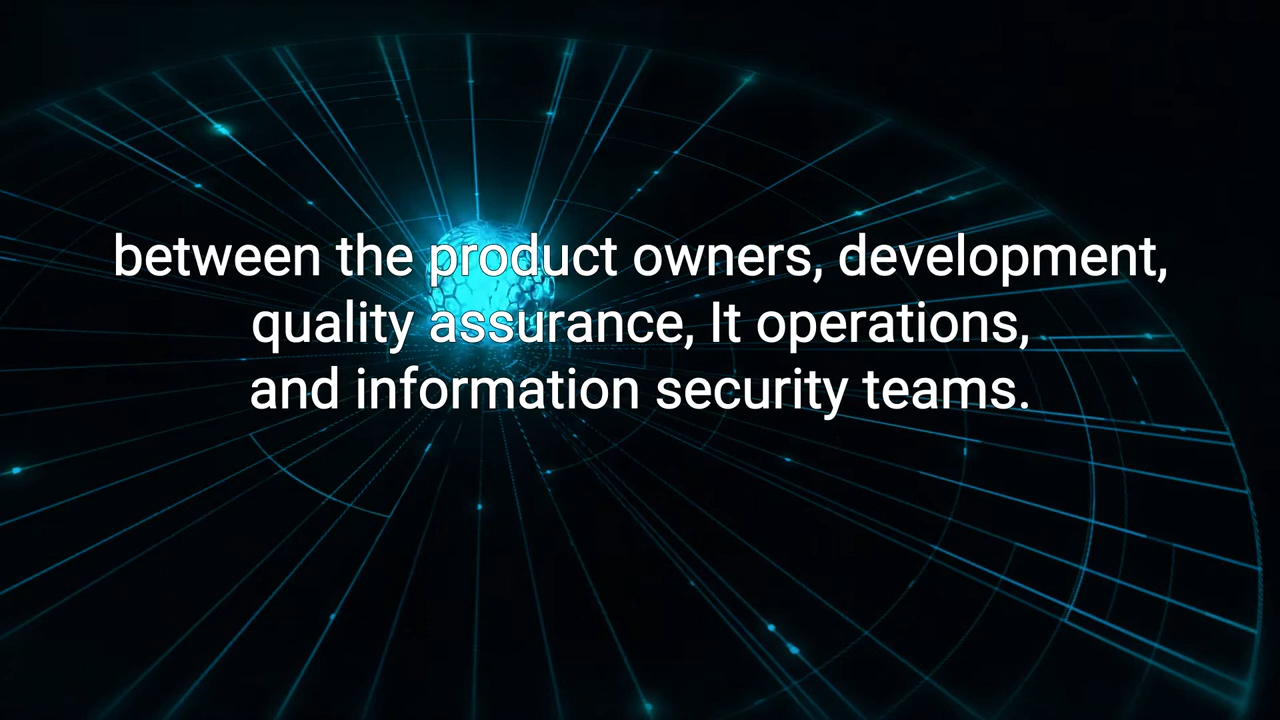 between the product owners, development,
quality assurance, It operations,
and information security teams.